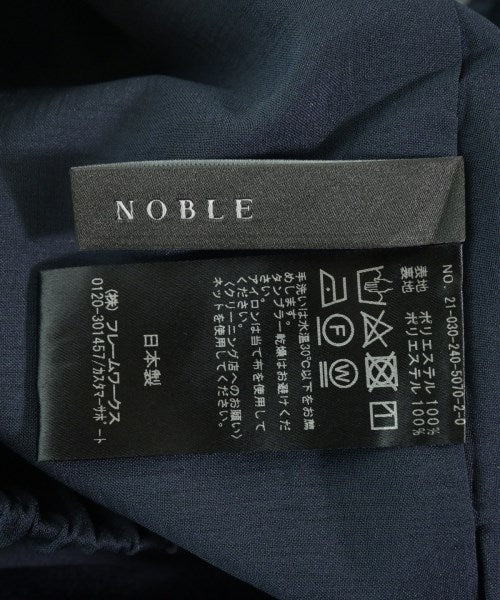 NOBLE
NO. 21-030-240-5070-2-0
表地 ポリエステル 100%
裏地 ポリエステル 100%
手洗いは水温30℃以下をお薦
めします。
タンブラー乾燥はお避けくだ
さい。
アイロンは当て布を使用して
ください。
〈クリーニング店へのお願い〉
ネットを使用してください。
日本製
(株) フレームワークス
0120-301457/カスタマーサポート